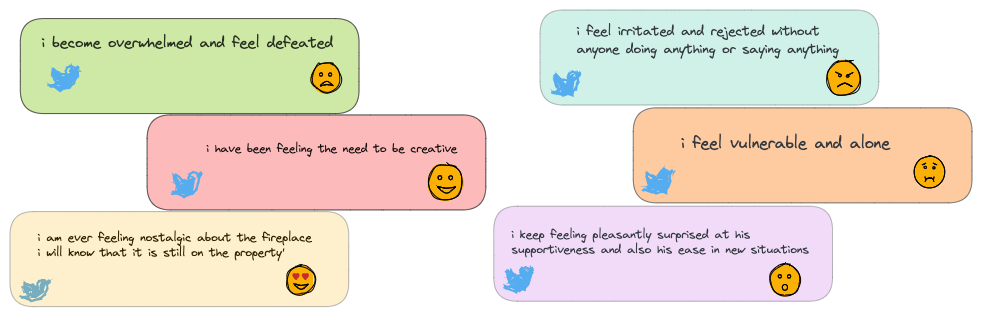 i become overwhelmed and feel defeated
i have been feeling the need to be creative
i am ever feeling nostalgic about the fireplace
i will know that it is still on the property'
i feel irritated and rejected without
anyone doing anything or saying anything
i feel vulnerable and alone
i keep feeling pleasantly surprised at his
supportiveness and also his ease in new situations